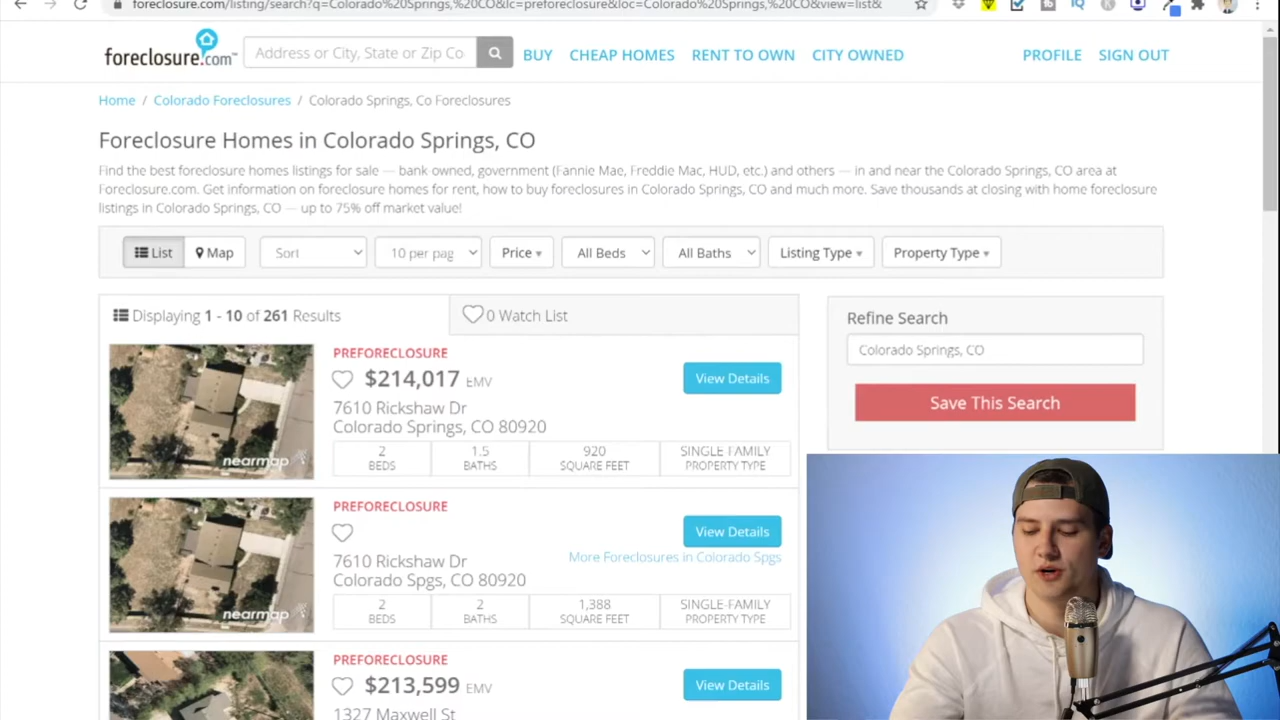 foreclosure.com/listing/search?q=Colorado%20Springs,%20CO&lc=preforeclosure&loc=Colorado%20Springs,%20CO&view=list&
foreclosure.com™
Address or City, State or Zip Co
BUY
CHEAP HOMES
RENT TO OWN
CITY OWNED
PROFILE
SIGN OUT
Home / Colorado Foreclosures / Colorado Springs, Co Foreclosures
Foreclosure Homes in Colorado Springs, CO
Find the best foreclosure homes listings for sale — bank owned, government (Fannie Mae, Freddie Mac, HUD, etc.) and others — in and near the Colorado Springs, CO area at
Foreclosure.com. Get information on foreclosure homes for rent, how to buy foreclosures in Colorado Springs, CO and much more. Save thousands at closing with home foreclosure
listings in Colorado Springs, CO — up to 75% off market value!
List
Map
Sort
10 per pag
Price
All Beds
All Baths
Listing Type
Property Type
Displaying 1 - 10 of 261 Results
0 Watch List
Refine Search
Colorado Springs, CO
Save This Search
nearmap
PREFORECLOSURE
$214,017 EMV
View Details
7610 Rickshaw Dr
Colorado Springs, CO 80920
2 1.5 920 SINGLE-FAMILY
BEDS BATHS SQUARE FEET PROPERTY TYPE
nearmap
PREFORECLOSURE
View Details
More Foreclosures in Colorado Spgs
7610 Rickshaw Dr
Colorado Spgs, CO 80920
2 2 1,388 SINGLE-FAMILY
BEDS BATHS SQUARE FEET PROPERTY TYPE
PREFORECLOSURE
$213,599 EMV
View Details
1327 Maxwell St